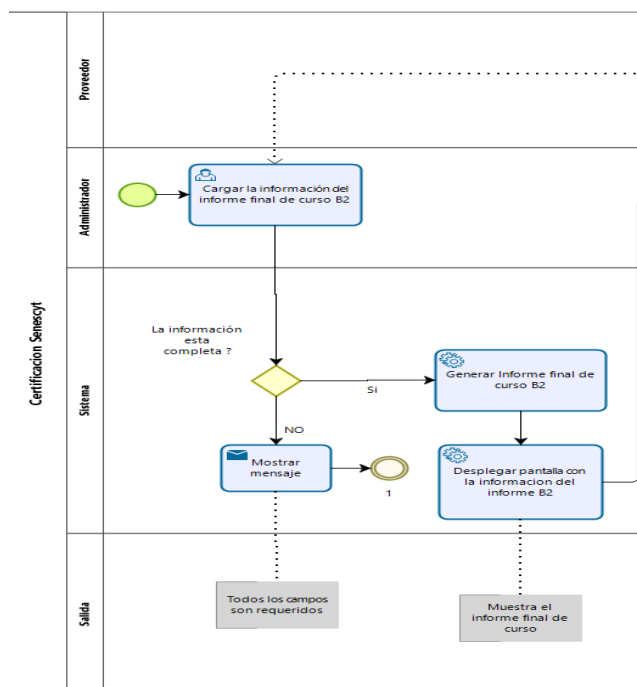 Certificacion Senescyt
Proveedor
Administrador
Cargar la información del
informe final de curso B2
Sistema
La información
esta
completa ?
Si
Generar Informe final de
curso B2
NO
Mostrar
mensaje
1
Desplegar pantalla con
la informacion del
informe B2
Salida
Todos los campos
son requeridos
Muestra el
informe final de
curso